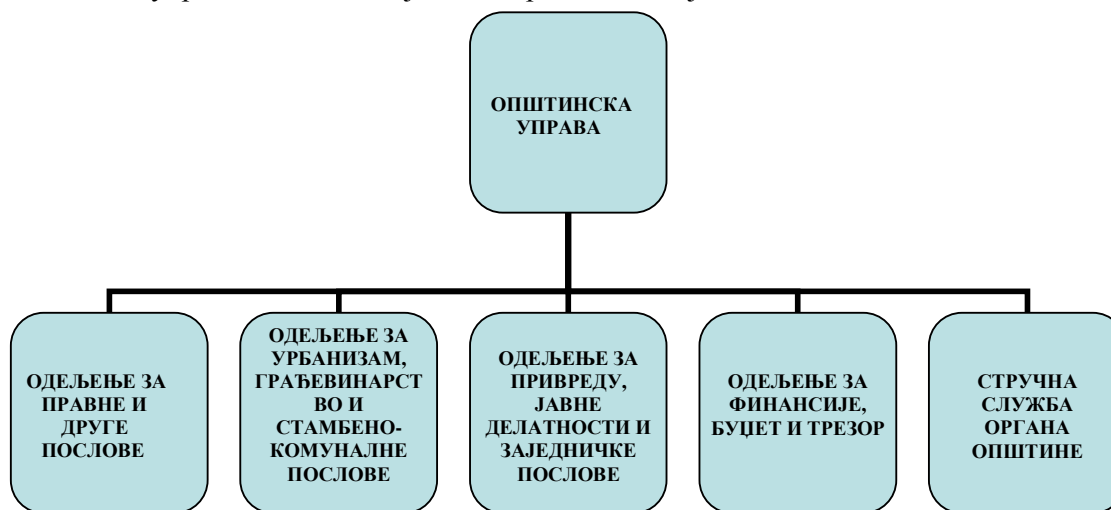 ОПШТИНСКА
УПРАВА
ОДЕЉЕЊЕ ЗА
ПРАВНЕ И
ДРУГЕ
ПОСЛОВЕ
ОДЕЉЕЊЕ ЗА
УРБАНИЗАМ,
ГРАЂЕВИНАРСТ
ВО И
СТАМБЕНО-
КОМУНАЛНЕ
ПОСЛОВЕ
ОДЕЉЕЊЕ ЗА
ПРИВРЕДУ,
ЈАВНЕ
ДЕЛАТНОСТИ И
ЗАЈЕДНИЧКЕ
ПОСЛОВЕ
ОДЕЉЕЊЕ ЗА
ФИНАНСИЈЕ,
БУЏЕТ И ТРЕЗОР
СТРУЧНА
СЛУЖБА
ОРГАНА
ОПШТИНЕ